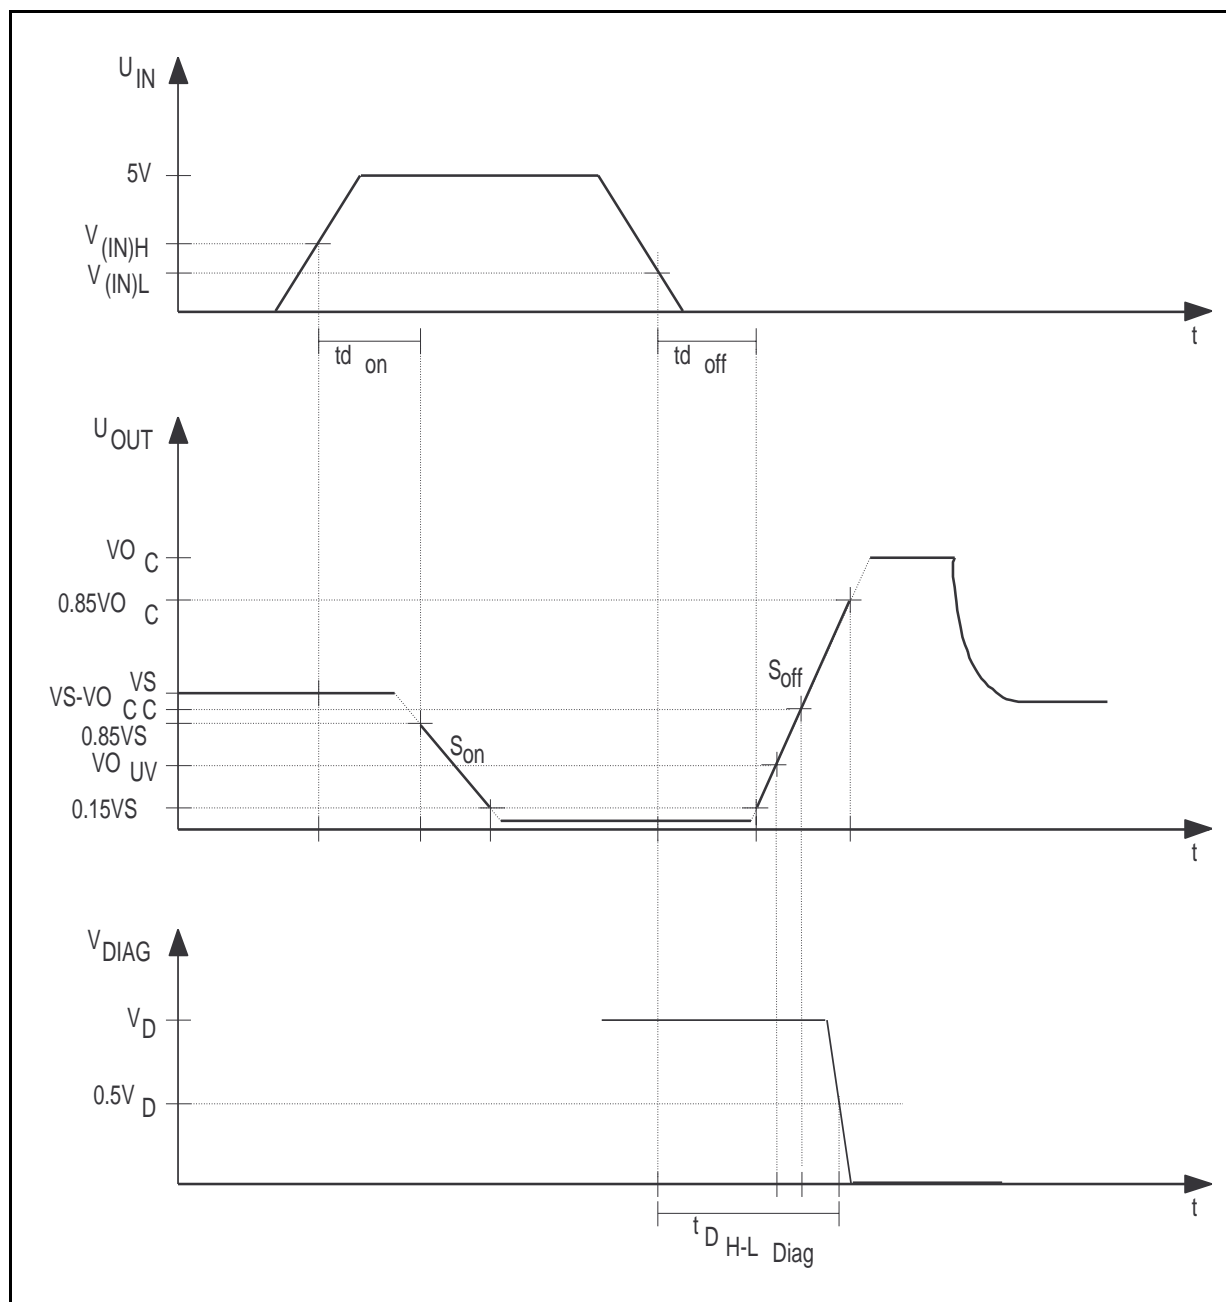 U IN
5V
V (IN)H
V (IN)L
t
td on
td off
U OUT
VO C
0.85VO C
VS
VS-VO C C
0.85VS
VO UV
0.15VS
S on
S off
t
V DIAG
V D
0.5V D
t
t D H-L Diag